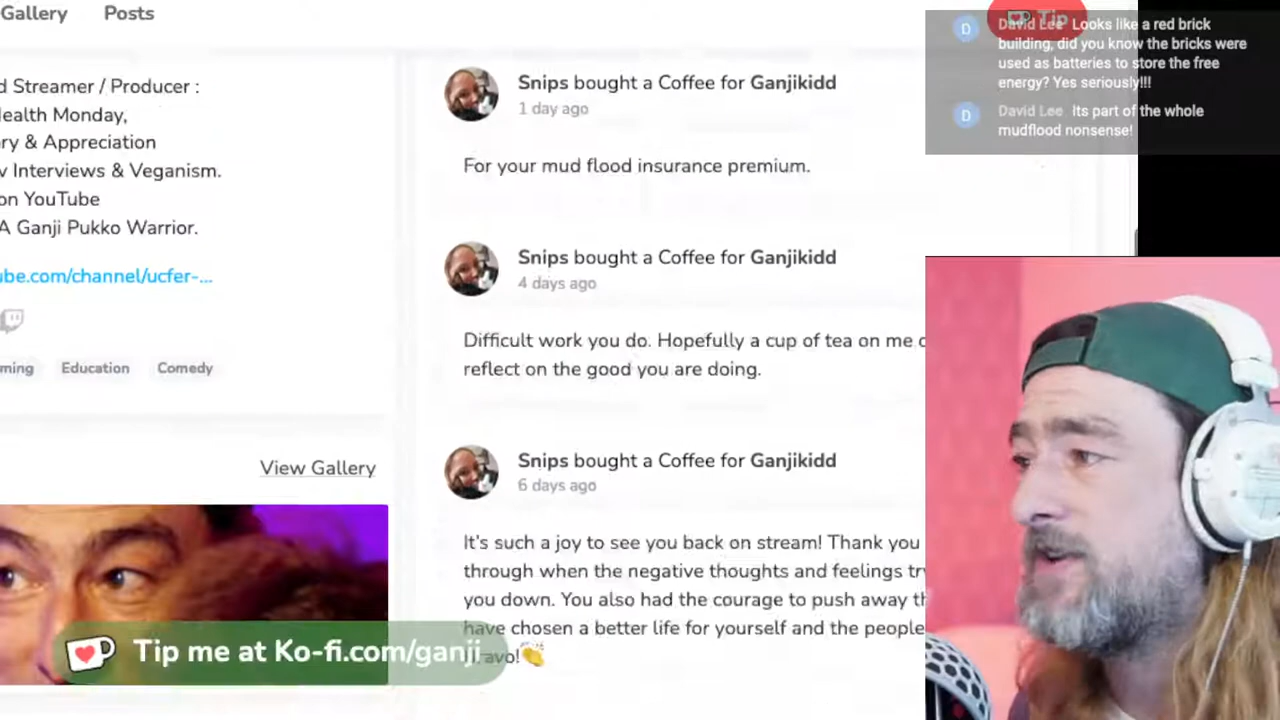 Gallery
Posts
Tip
d Streamer / Producer :
Health Monday,
ry & Appreciation
v Interviews & Veganism.
on YouTube
A Ganji Pukko Warrior.
ube.com/channel/ucfer-...
ming
Education
Comedy
View Gallery
Snips bought a Coffee for Ganjikidd
1 day ago
For your mud flood insurance premium.
Snips bought a Coffee for Ganjikidd
4 days ago
Difficult work you do. Hopefully a cup of tea on me
reflect on the good you are doing.
Snips bought a Coffee for Ganjikidd
6 days ago
It's such a joy to see you back on stream! Thank you
through when the negative thoughts and feelings
you down. You also had the courage to push away
have chosen a better life for yourself and the people
Bravo!👏
Tip me at Ko-fi.com/ganji
D
David Lee Looks like a red brick
building, did you know the bricks were
used as batteries to store the free
energy? Yes seriously!!!
D
David Lee Its part of the whole
mudflood nonsense!